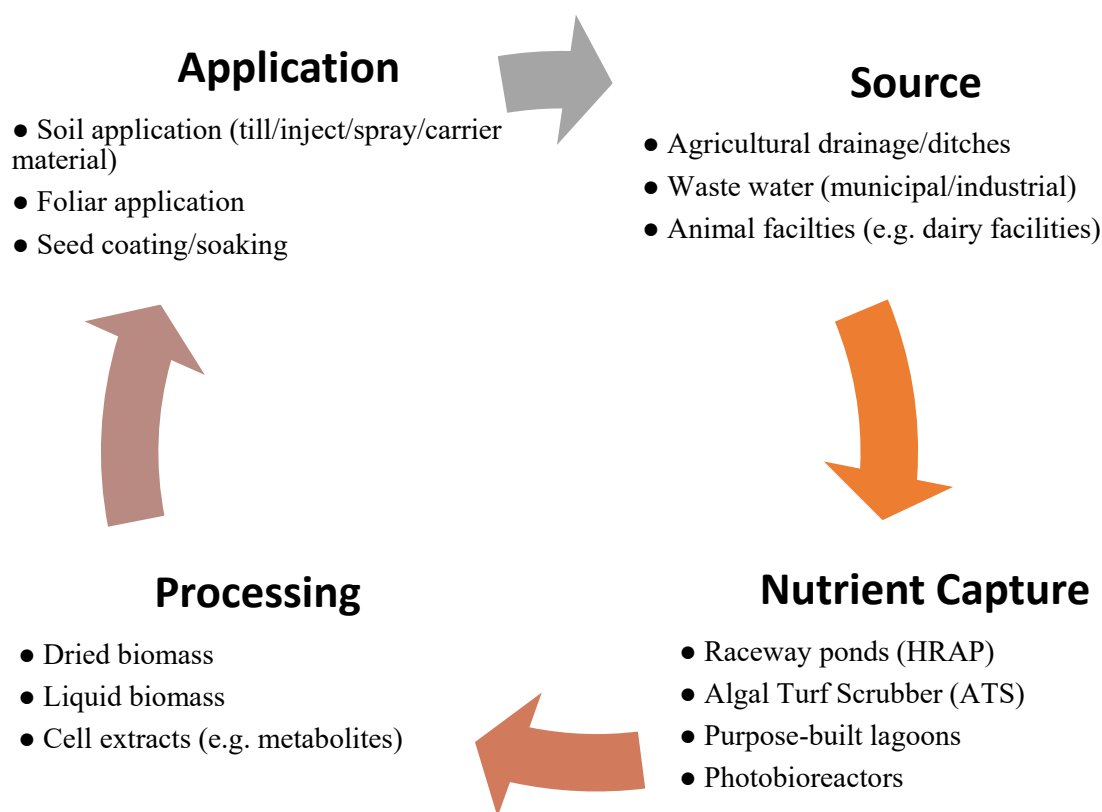 Application
● Soil application (till/inject/spray/carrier
material)
● Foliar application
● Seed coating/soaking
Source
● Agricultural drainage/ditches
● Waste water (municipal/industrial)
● Animal facilties (e.g. dairy facilities)
Processing
● Dried biomass
● Liquid biomass
● Cell extracts (e.g. metabolites)
Nutrient Capture
● Raceway ponds (HRAP)
● Algal Turf Scrubber (ATS)
● Purpose-built lagoons
● Photobioreactors